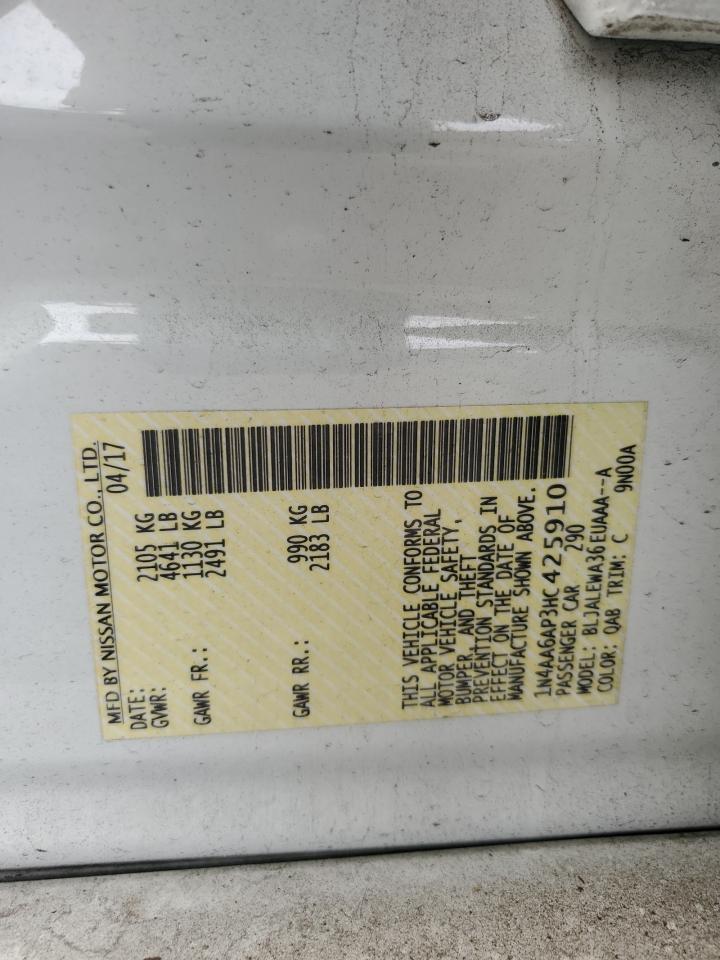 MFD BY NISSAN MOTOR CO., LTD.
DATE: 04/17
GVWR: 2105 KG
4641 LB
GAWR FR.: 1130 KG
2491 LB
GAWR RR.: 990 KG
2183 LB
THIS VEHICLE CONFORMS TO
ALL APPLICABLE FEDERAL
MOTOR VEHICLE SAFETY,
BUMPER, AND THEFT
PREVENTION STANDARDS IN
EFFECT ON THE DATE OF
MANUFACTURE SHOWN ABOVE.
1N4AA6AP3HC425910
PASSENGER CAR 290
MODEL: BLJALEWA36EUAAA--A
COLOR: QAB TRIM: C 9N00A